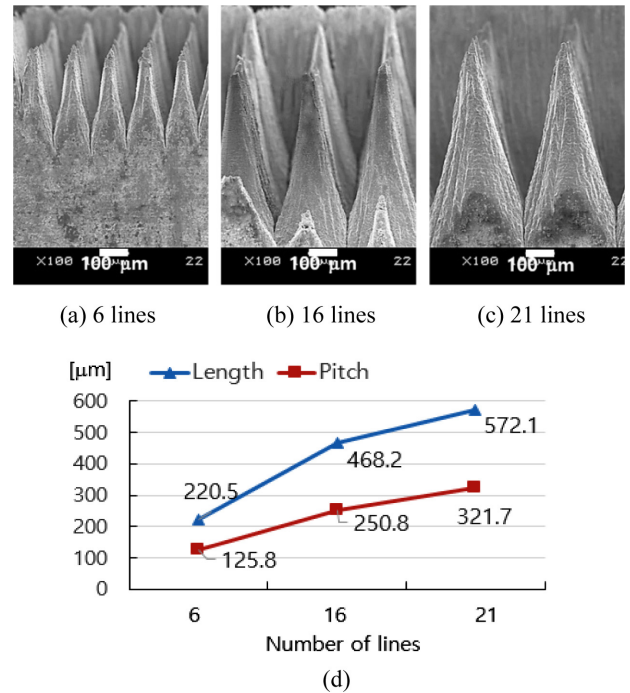 ×100 100 µm 22
×100 100 µm 22
×100 100 µm 22
(a) 6 lines
(b) 16 lines
(c) 21 lines
[µm]
Length
Pitch
600
500
400
300
200
100
0
220.5
468.2
572.1
125.8
250.8
321.7
6
16
21
Number of lines
(d)